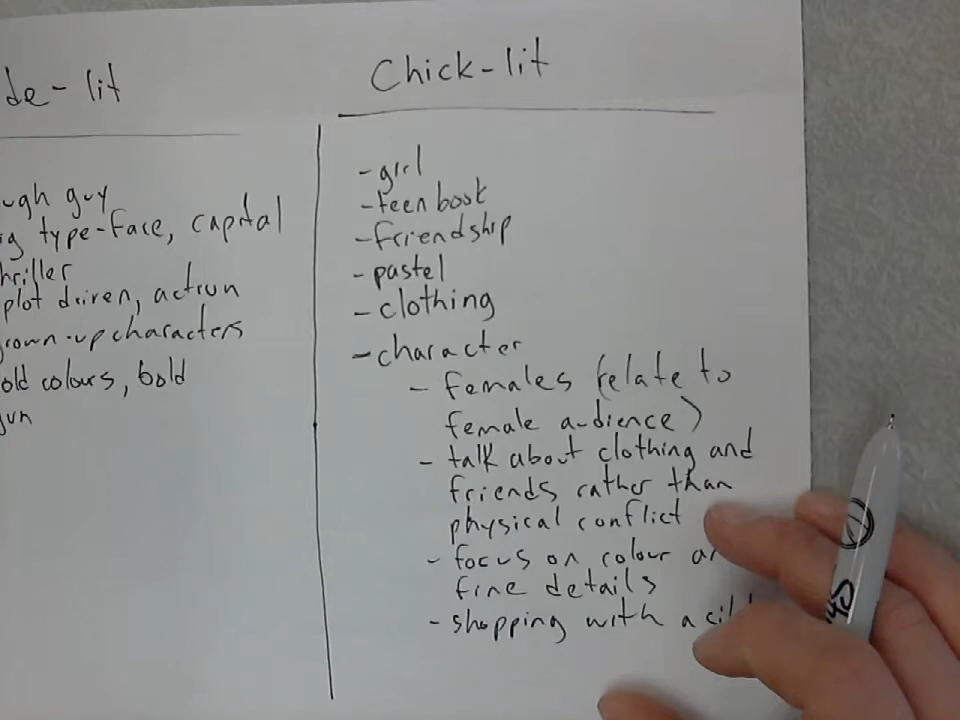 de-lit
ugh guy
g type-face, capital
hriller
plot driven, action
rown-up characters
old colours, bold
gun
Chick-lit
- girl
- teen book
- friendship
- pastel
- clothing
- character
- females (relate to
female audience)
- talk about clothing and
friends rather than
physical conflict
- focus on colour an
fine details
- shopping with a